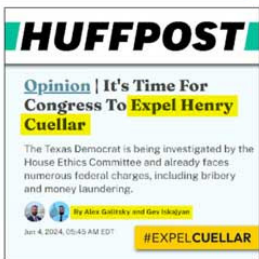 HUFFPOST
Opinion | It's Time For
Congress To Expel Henry
Cuellar
The Texas Democrat is being investigated by the
House Ethics Committee and already faces
numerous federal charges, including bribory
and money laundering.
By Alex Galitsky and Gev Iskajyan
Jun 4, 2024, 05:45 AM EDT
#EXPELCUELLAR